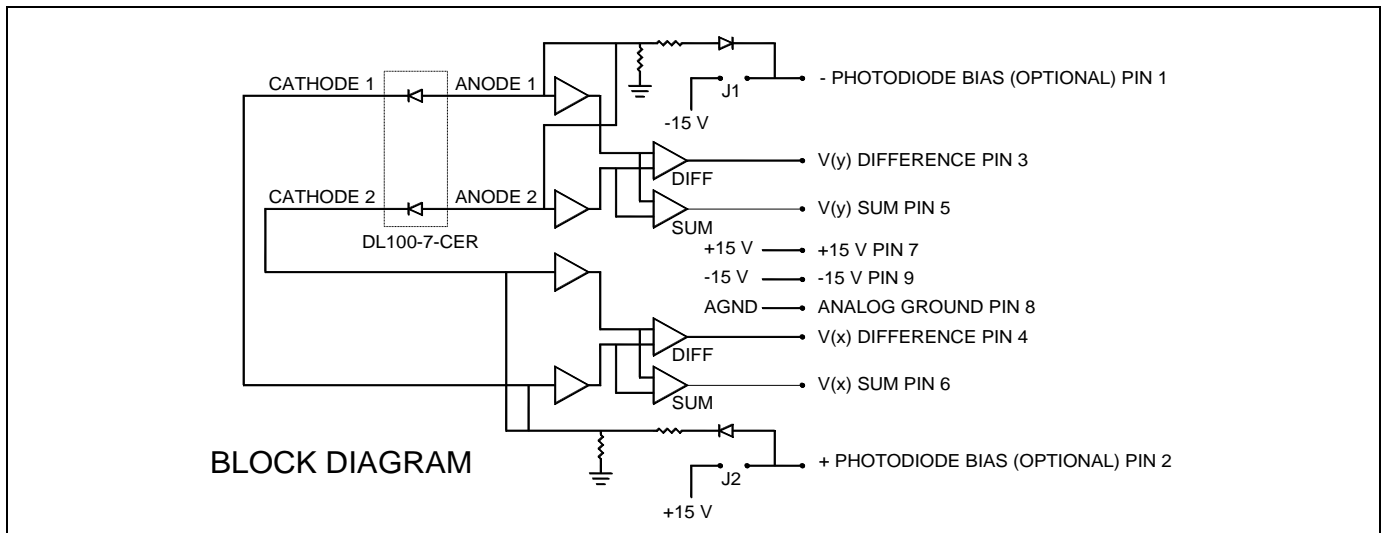 CATHODE 1
ANODE 1
- PHOTODIODE BIAS (OPTIONAL) PIN 1
J1
-15 V
V(y) DIFFERENCE PIN 3
DIFF
CATHODE 2
ANODE 2
V(y) SUM PIN 5
SUM
DL100-7-CER
+15 V
+15 V PIN 7
-15 V
-15 V PIN 9
AGND
ANALOG GROUND PIN 8
V(x) DIFFERENCE PIN 4
DIFF
V(x) SUM PIN 6
SUM
BLOCK DIAGRAM
+ PHOTODIODE BIAS (OPTIONAL) PIN 2
J2
+15 V